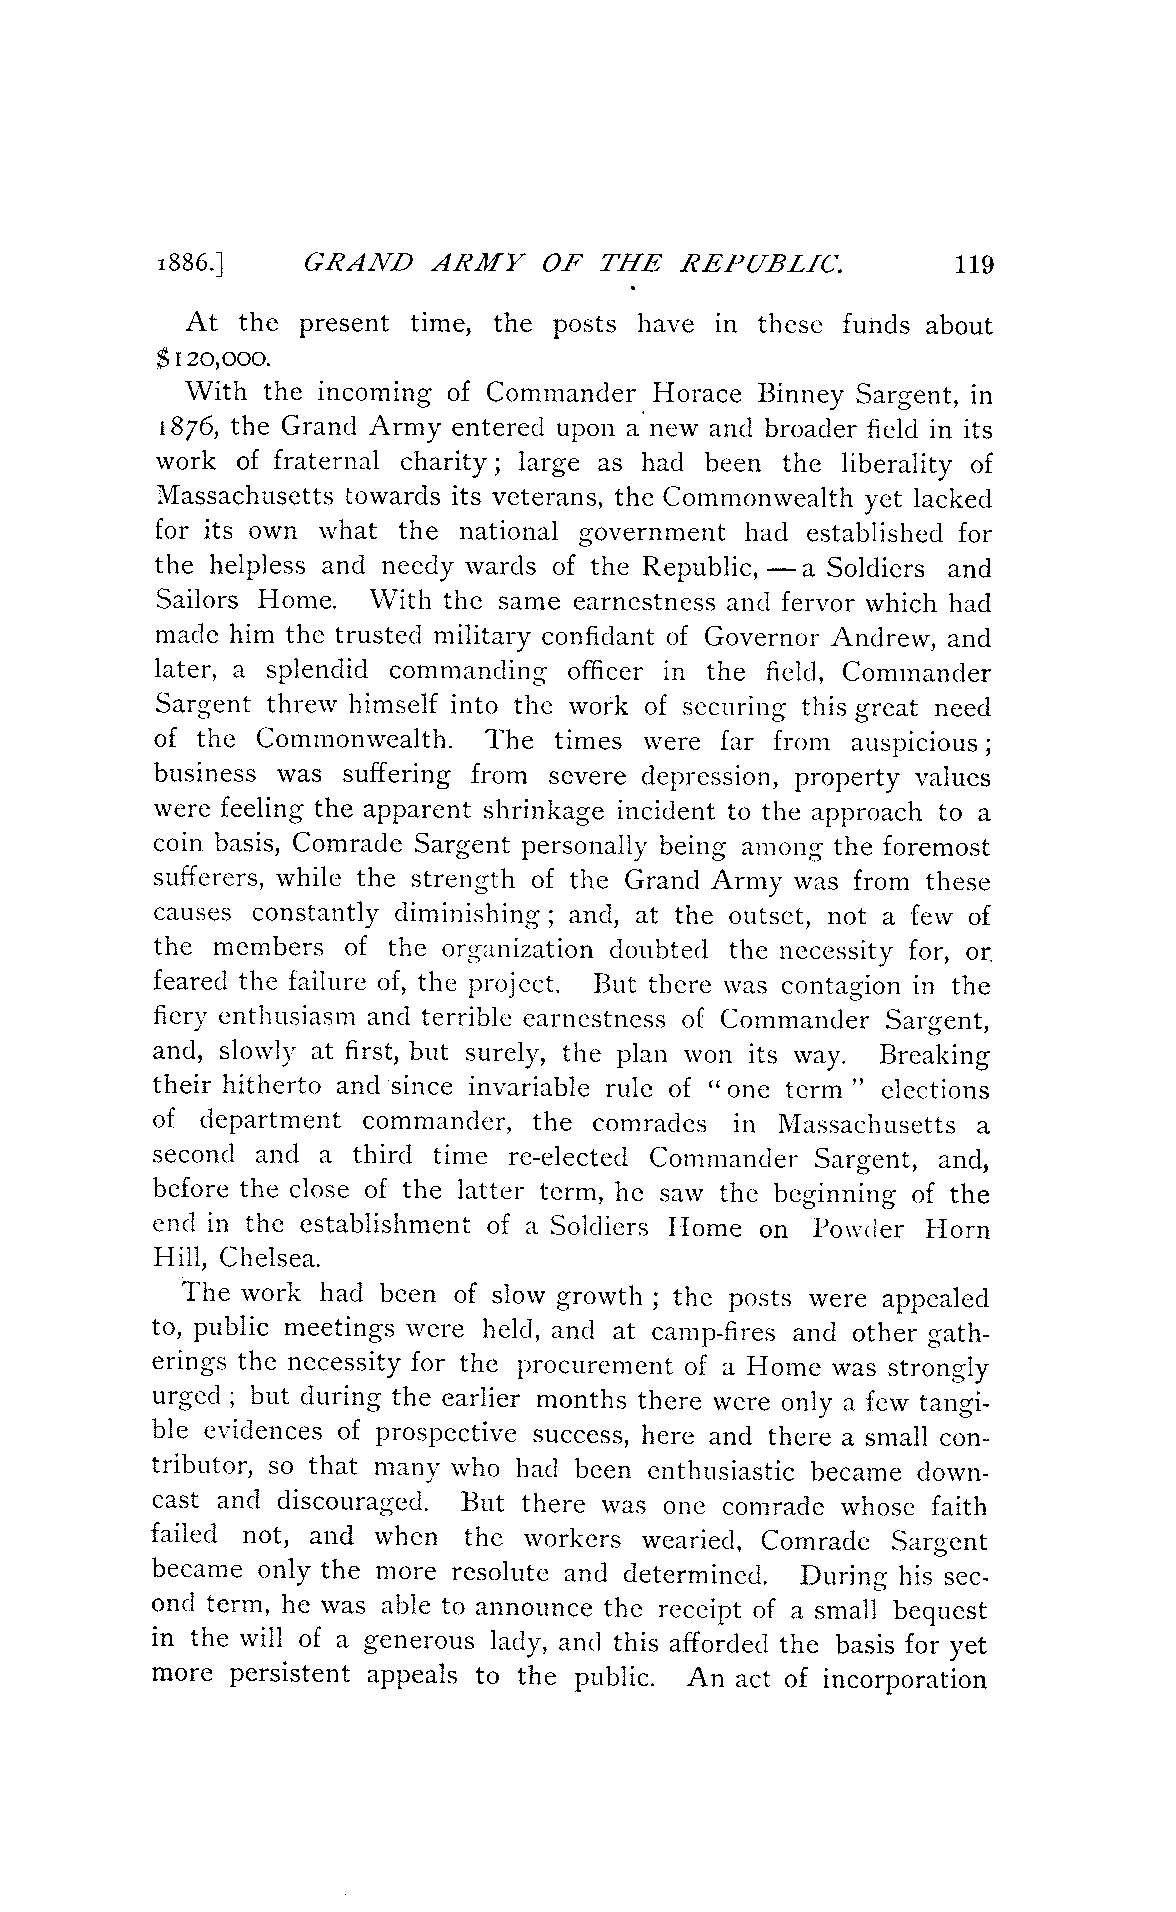 1886.] GRAND ARMY OF THE REPUBLIC. 119
At the present time, the posts have in these funds about
$120,000.
With the incoming of Commander Horace Binney Sargent, in
1876, the Grand Army entered upon a new and broader field in its
work of fraternal charity; large as had been the liberality of
Massachusetts towards its veterans, the Commonwealth yet lacked
for its own what the national government had established for
the helpless and needy wards of the Republic, — a Soldiers and
Sailors Home. With the same earnestness and fervor which had
made him the trusted military confidant of Governor Andrew, and
later, a splendid commanding officer in the field, Commander
Sargent threw himself into the work of securing this great need
of the Commonwealth. The times were far from auspicious;
business was suffering from severe depression, property values
were feeling the apparent shrinkage incident to the approach to a
coin basis, Comrade Sargent personally being among the foremost
sufferers, while the strength of the Grand Army was from these
causes constantly diminishing; and, at the outset, not a few of
the members of the organization doubted the necessity for, or
feared the failure of, the project. But there was contagion in the
fiery enthusiasm and terrible earnestness of Commander Sargent,
and, slowly at first, but surely, the plan won its way. Breaking
their hitherto and since invariable rule of "one term" elections
of department commander, the comrades in Massachusetts a
second and a third time re-elected Commander Sargent, and,
before the close of the latter term, he saw the beginning of the
end in the establishment of a Soldiers Home on Powder Horn
Hill, Chelsea.
The work had been of slow growth; the posts were appealed
to, public meetings were held, and at camp-fires and other gath-
erings the necessity for the procurement of a Home was strongly
urged; but during the earlier months there were only a few tangi-
ble evidences of prospective success, here and there a small con-
tributor, so that many who had been enthusiastic became down-
cast and discouraged. But there was one comrade whose faith
failed not, and when the workers wearied, Comrade Sargent
became only the more resolute and determined. During his sec-
ond term, he was able to announce the receipt of a small bequest
in the will of a generous lady, and this afforded the basis for yet
more persistent appeals to the public. An act of incorporation